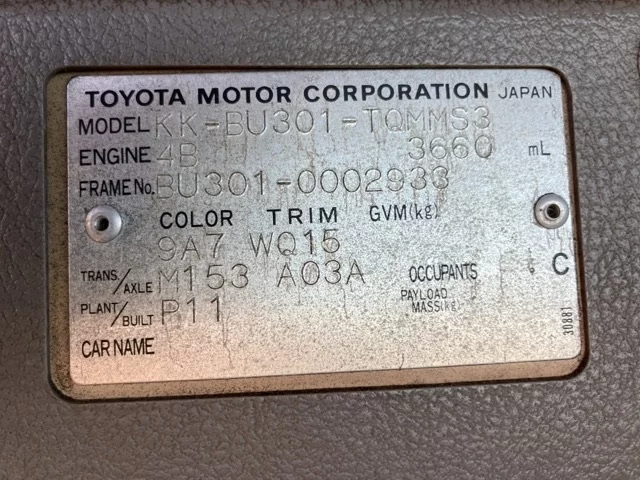 TOYOTA MOTOR CORPORATION JAPAN
MODEL KK-BU301-TQMMS3
ENGINE 4B 3660 mL
FRAME No. BU301-0002933
COLOR TRIM GVM(kg)
9A7 WQ15
TRANS./AXLE M153 A03A OCCUPANTS C
PLANT/BUILT P11 PAYLOAD MASS(kg)
CAR NAME
30881